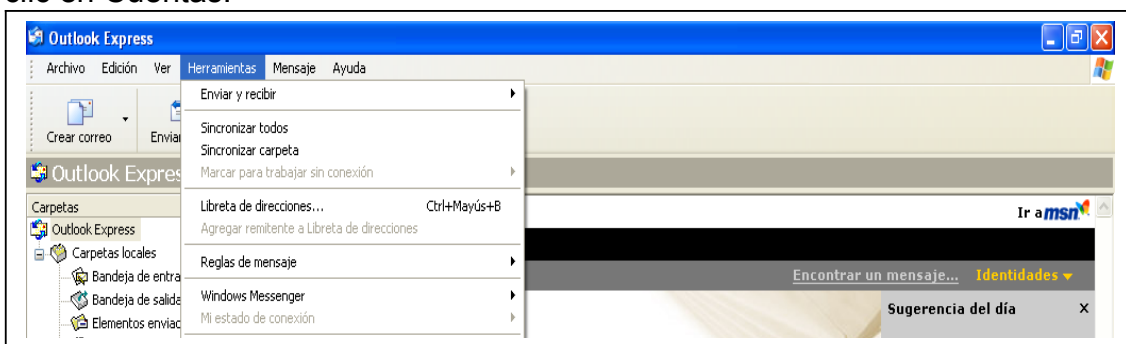 clic en Cuentas.
Outlook Express
Archivo Edición Ver Herramientas Mensaje Ayuda
Enviar y recibir
Crear correo
Sincronizar todos
Sincronizar carpeta
Outlook Expres
Marcar para trabajar sin conexión
Carpetas
Libreta de direcciones... Ctrl+Mayús+B
Ir a msn
Outlook Express
Agregar remitente a Libreta de direcciones
Carpetas locales
Reglas de mensaje
Bandeja de entra
Encontrar un mensaje... Identidades
Bandeja de salida
Windows Messenger
Sugerencia del día x
Elementos enviad
Mi estado de conexión